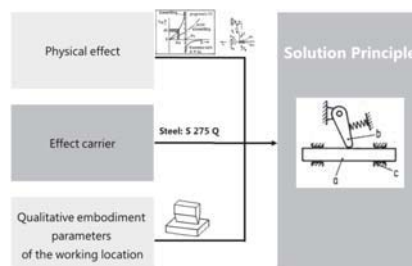 Physical effect
Effect carrier
Steel: S 275 Q
Qualitative embodiment
parameters
of the working location
Solution Principle
b
a
c